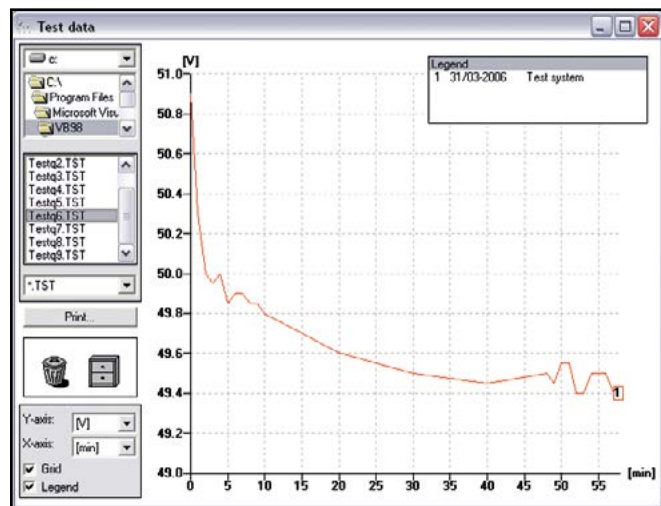 Test data
c:
C:\
Program Files
Microsoft Visu
VB98
Testq2.TST
Testq3.TST
Testq4.TST
Testq5.TST
Testq6.TST
Testq7.TST
Testq8.TST
Testq9.TST
*.TST
Print...
Y-axis: [V]
X-axis: [min]
Grid
Legend
[V]
51.0
50.8
50.6
50.4
50.2
50.0
49.8
49.6
49.4
49.2
49.0
0 5 10 15 20 25 30 35 40 45 50 55
[min]
Legend
1 31/03-2006 Test system
1